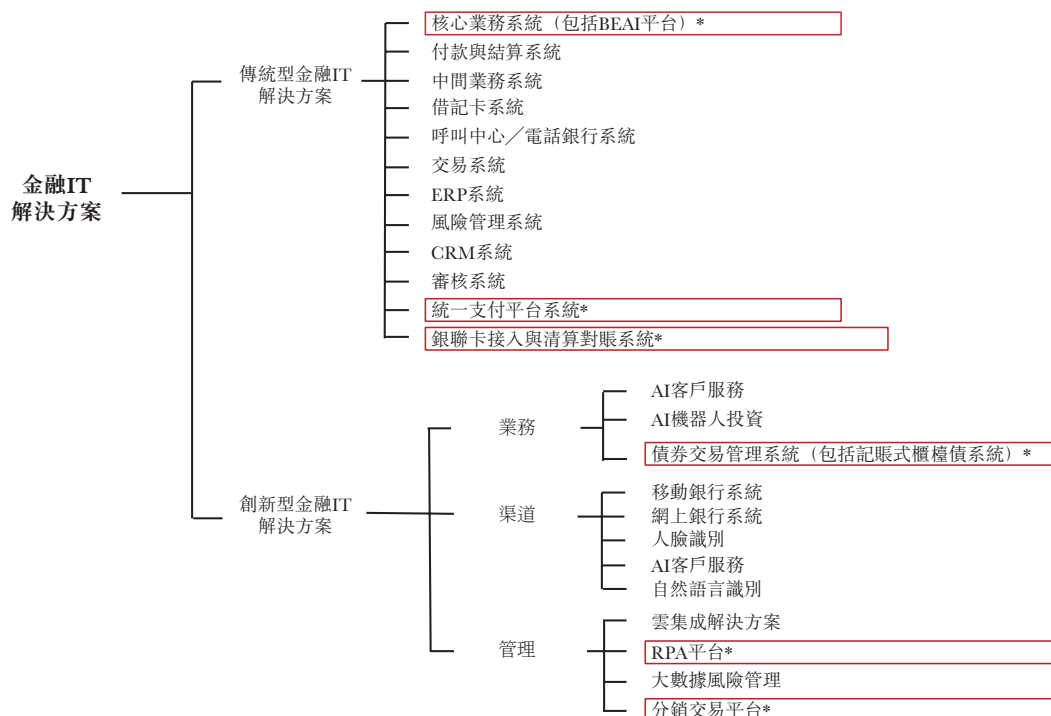 金融IT
解決方案
傳統型金融IT
解決方案
核心業務系統（包括BEAI平台）*
付款與結算系統
中間業務系統
借記卡系統
呼叫中心／電話銀行系統
交易系統
ERP系統
風險管理系統
CRM系統
審核系統
統一支付平台系統*
銀聯卡接入與清算對賬系統*
創新型金融IT
解決方案
業務
AI客戶服務
AI機器人投資
債券交易管理系統（包括記賬式櫃檯債系統）*
渠道
移動銀行系統
網上銀行系統
人臉識別
AI客戶服務
自然語言識別
管理
雲集成解決方案
RPA平台*
大數據風險管理
分銷交易平台*